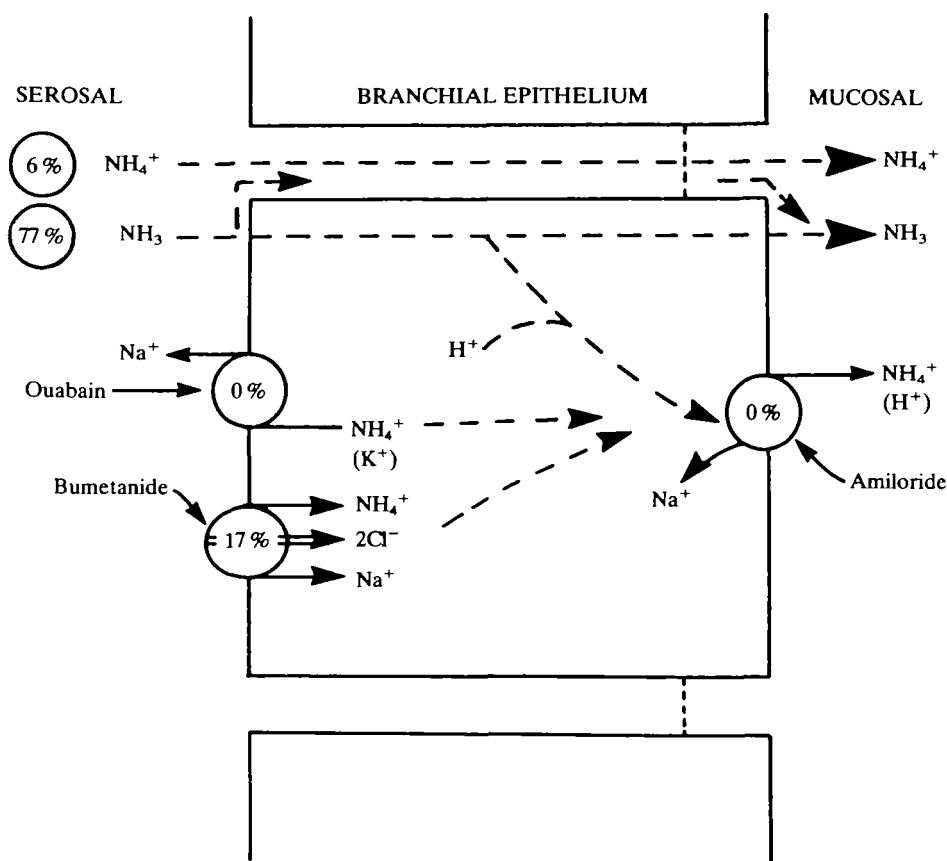 SEROSAL BRANCHIAL EPITHELIUM MUCOSAL
6% NH₄⁺ NH₄⁺
77% NH₃ NH₃
H⁺
Na⁺
Ouabain 0%
NH₄⁺
(K⁺)
0% NH₄⁺
(H⁺)
Bumetanide NH₄⁺
17% 2Cl⁻
Na⁺
Na⁺ Amiloride